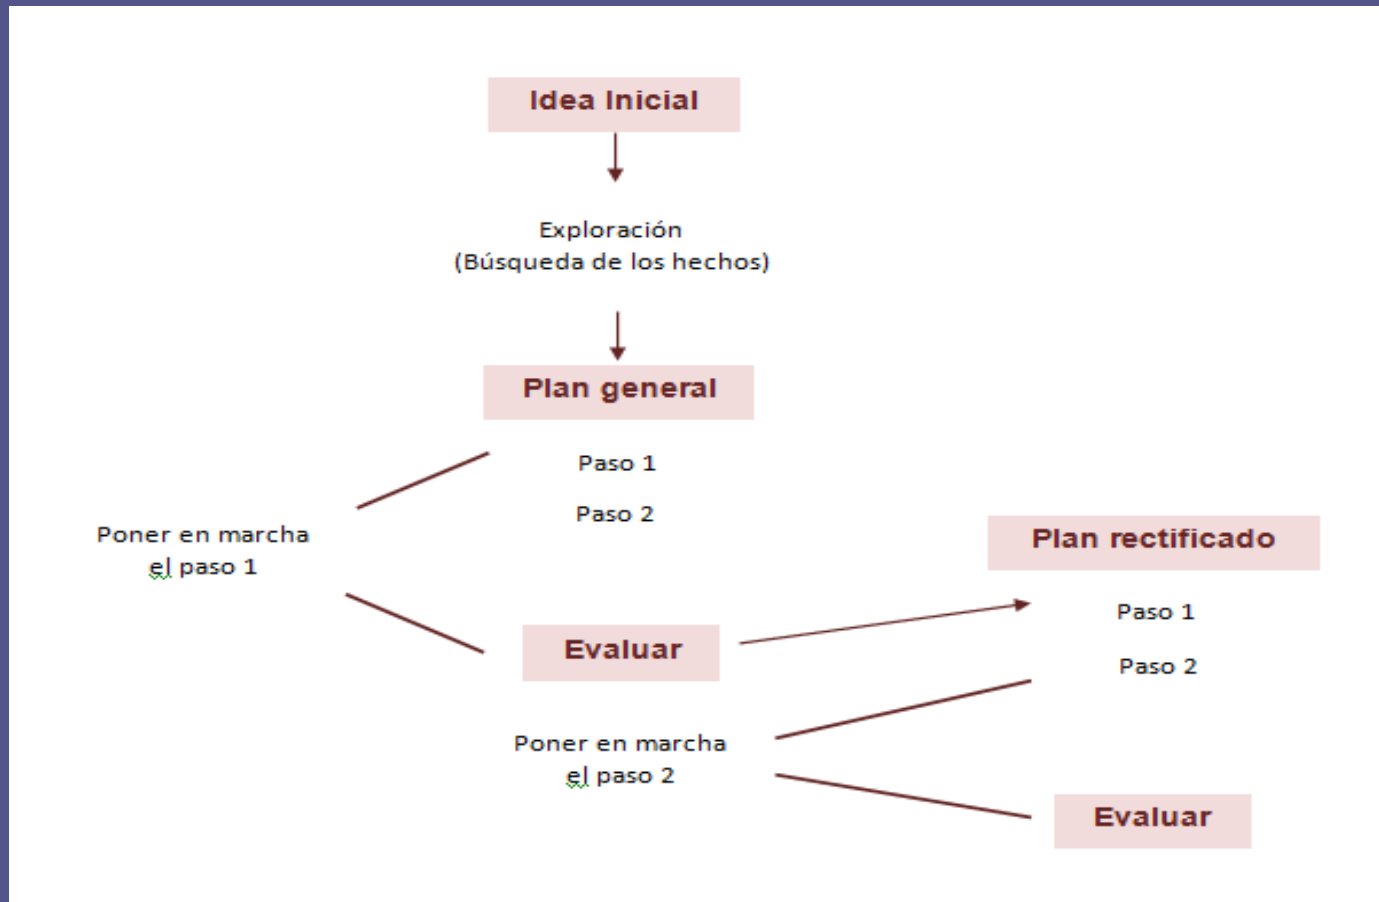 Idea Inicial
Exploración
(Búsqueda de los hechos)
Plan general
Paso 1
Paso 2
Poner en marcha
el paso 1
Evaluar
Plan rectificado
Paso 1
Paso 2
Poner en marcha
el paso 2
Evaluar